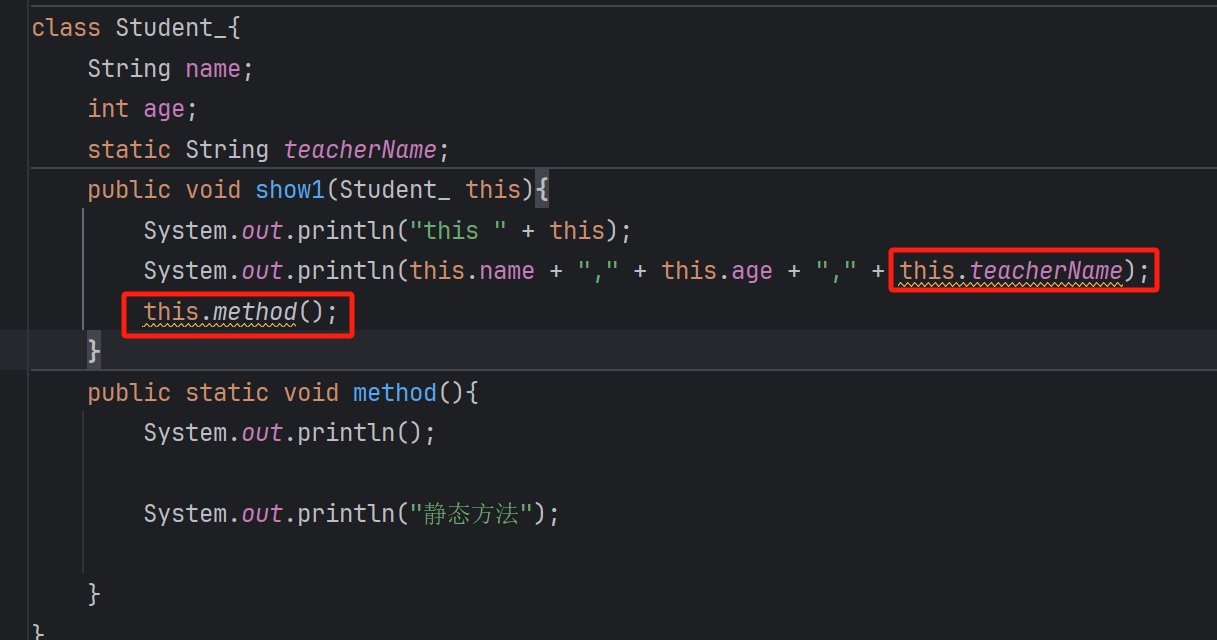 class Student_{
String name;
int age;
static String teacherName;
public void show1(Student_ this){
System.out.println("this " + this);
System.out.println(this.name + "," + this.age + "," + this.teacherName);
this.method();
}
public static void method(){
System.out.println();
System.out.println("静态方法");
}
}